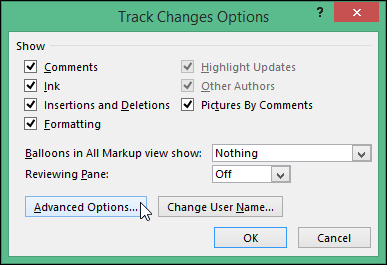 Track Changes Options
?
Show
Comments
Highlight Updates
Ink
Other Authors
Insertions and Deletions
Pictures By Comments
Formatting
Balloons in All Markup view show: Nothing
Reviewing Pane: Off
Advanced Options... Change User Name...
OK Cancel